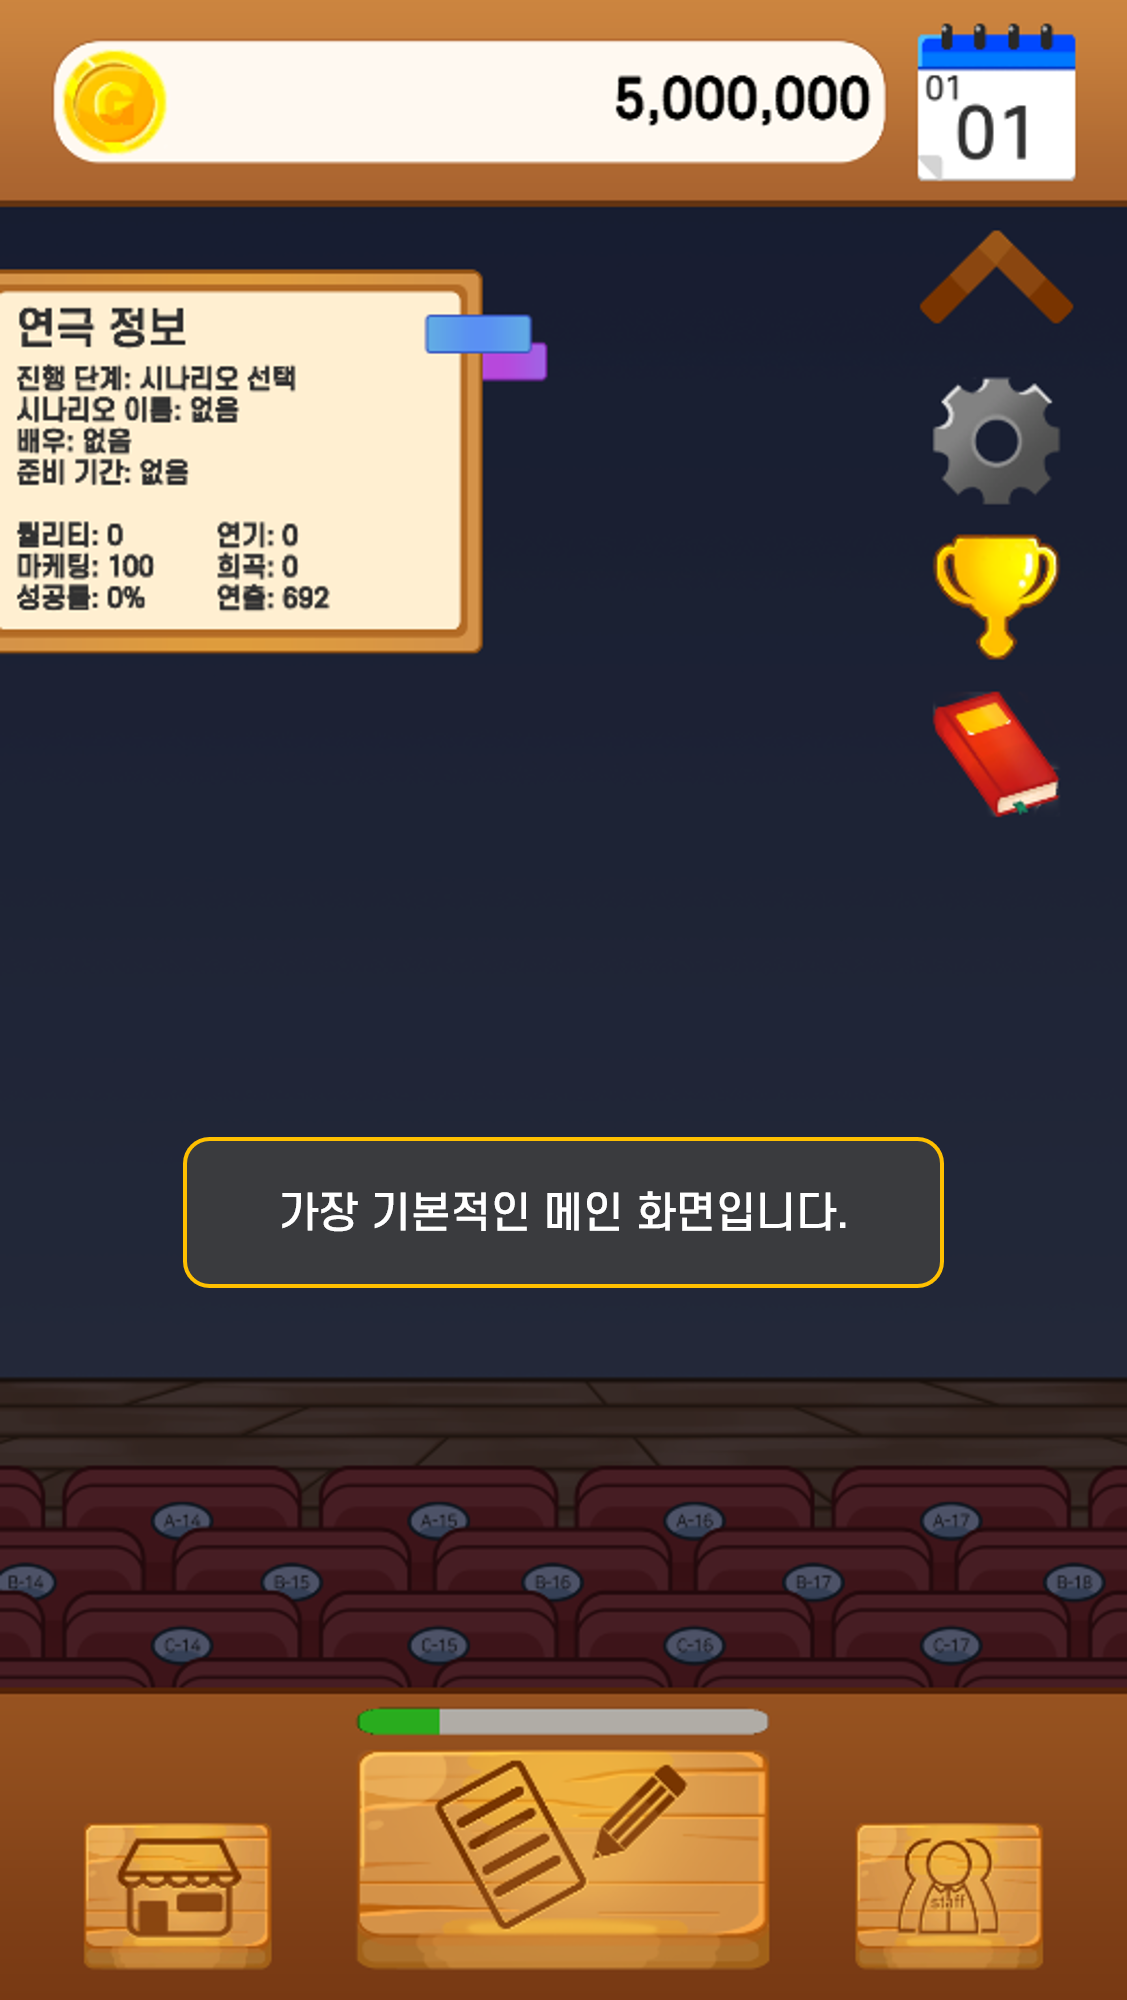 5,000,000
01
01
연극 정보
진행 단계: 시나리오 선택
시나리오 이름: 없음
배우: 없음
준비 기간: 없음
퀄리티: 0 연기: 0
마케팅: 100 희곡: 0
성공률: 0% 연출: 692
가장 기본적인 메인 화면입니다.
A-14 A-15 A-16 A-17
B-14 B-15 B-16 B-17 B-18
C-14 C-15 C-16 C-17
staff